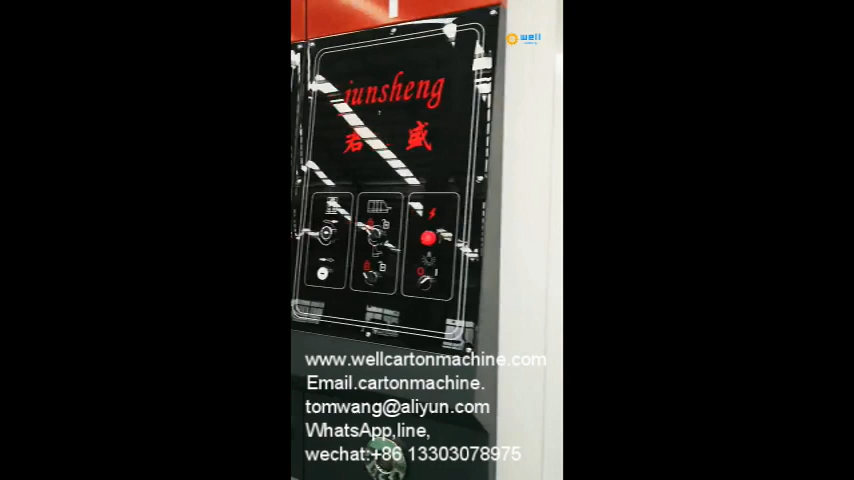 well
junsheng
君 盛
O I
www.wellcartonmachine.com
Email.cartonmachine.
tomwang@aliyun.com
WhatsApp,line,
wechat:+86 13303078975